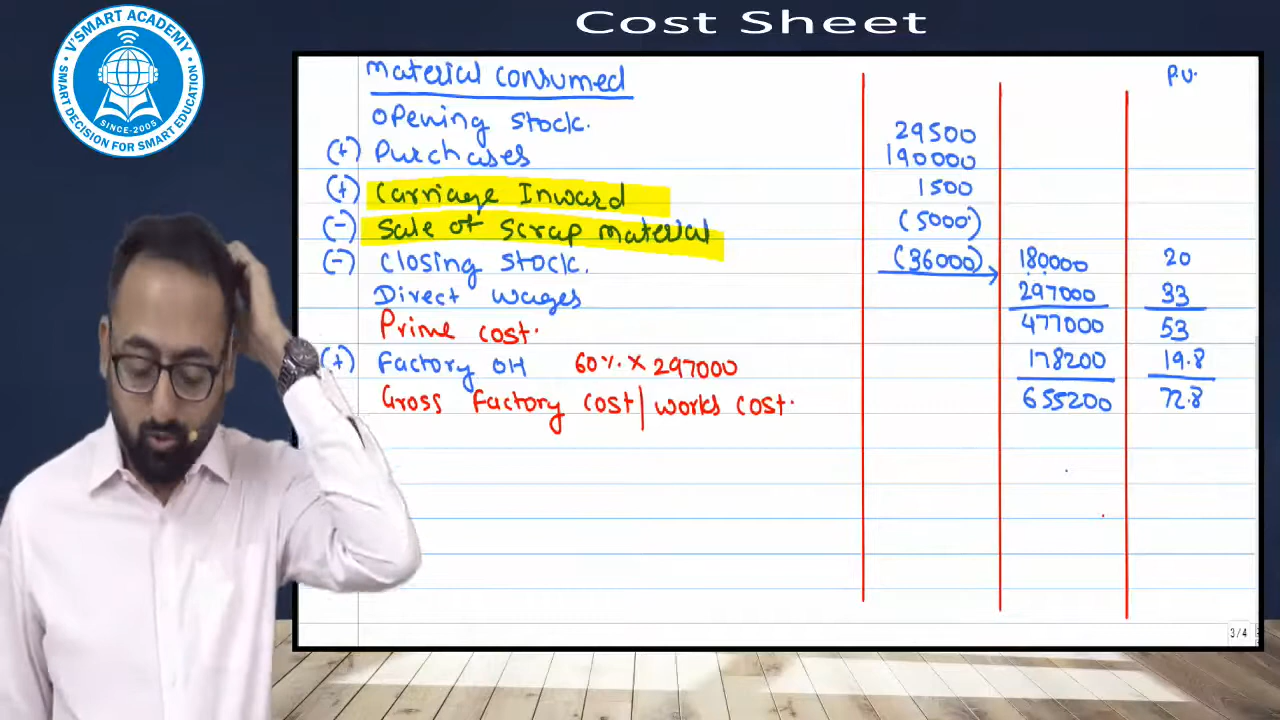 Cost Sheet
V'SMART ACADEMY
SMART DECISION FOR SMART EDUCATION
SINCE-2005
Material Consumed P.U.
Opening Stock. 29500
(+) Purchases 190000
(+) Carriage Inward 1500
(-) Sale of Scrap Material (5000)
(-) Closing Stock. (36000) 180000 20
Direct wages 297000 33
Prime cost. 477000 53
(+) Factory OH 60% × 297000 178200 19.8
Gross Factory cost | works cost. 655200 72.8
3/4